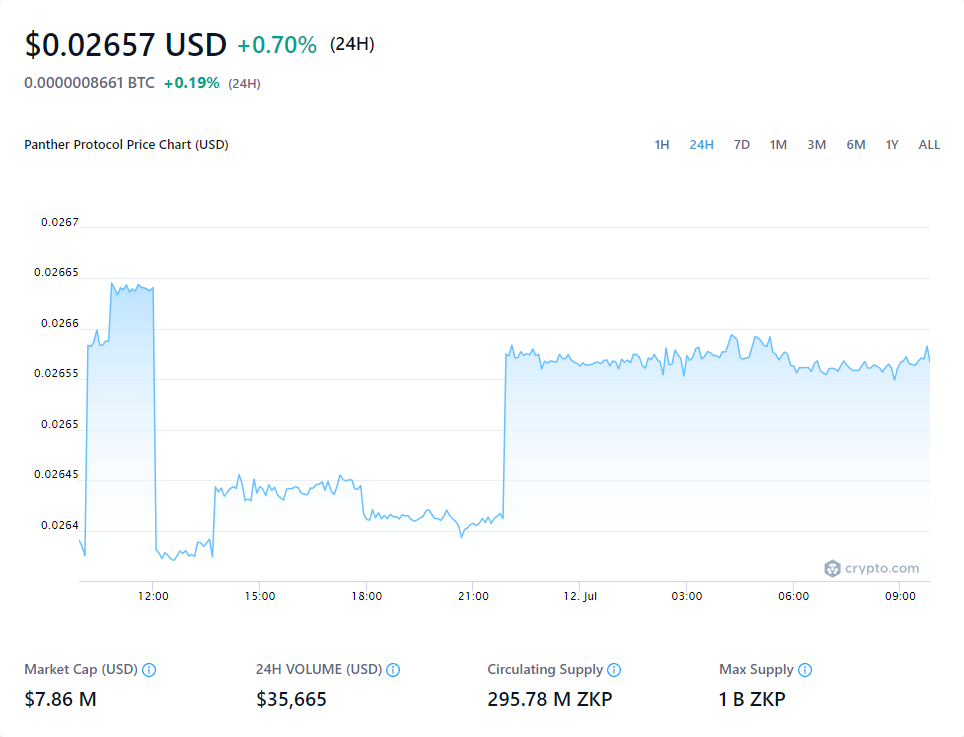 $0.02657 USD +0.70% (24H)
0.0000008661 BTC +0.19% (24H)
Panther Protocol Price Chart (USD) 1H 24H 7D 1M 3M 6M 1Y ALL
0.0267
0.02665
0.0266
0.02655
0.0265
0.02645
0.0264
crypto.com
12:00 15:00 18:00 21:00 12. Jul 03:00 06:00 09:00
Market Cap (USD) 24H VOLUME (USD) Circulating Supply Max Supply
$7.86 M $35,665 295.78 M ZKP 1 B ZKP